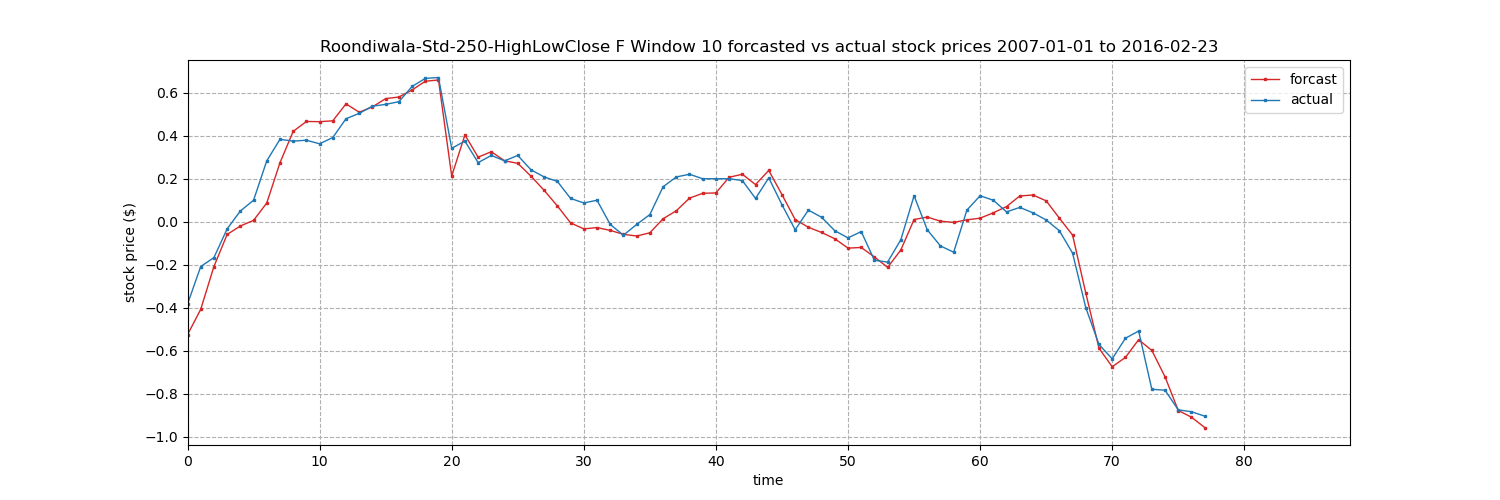 Roondiwala-Std-250-HighLowClose F Window 10 forcasted vs actual stock prices 2007-01-01 to 2016-02-23
forcast
actual
stock price ($)
0.6
0.4
0.2
0.0
−0.2
−0.4
−0.6
−0.8
−1.0
0 10 20 30 40 50 60 70 80
time